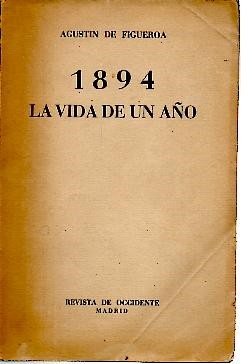 AGUSTIN DE FIGUEROA
1894
LA VIDA DE UN AÑO
REVISTA DE OCCIDENTE
MADRID